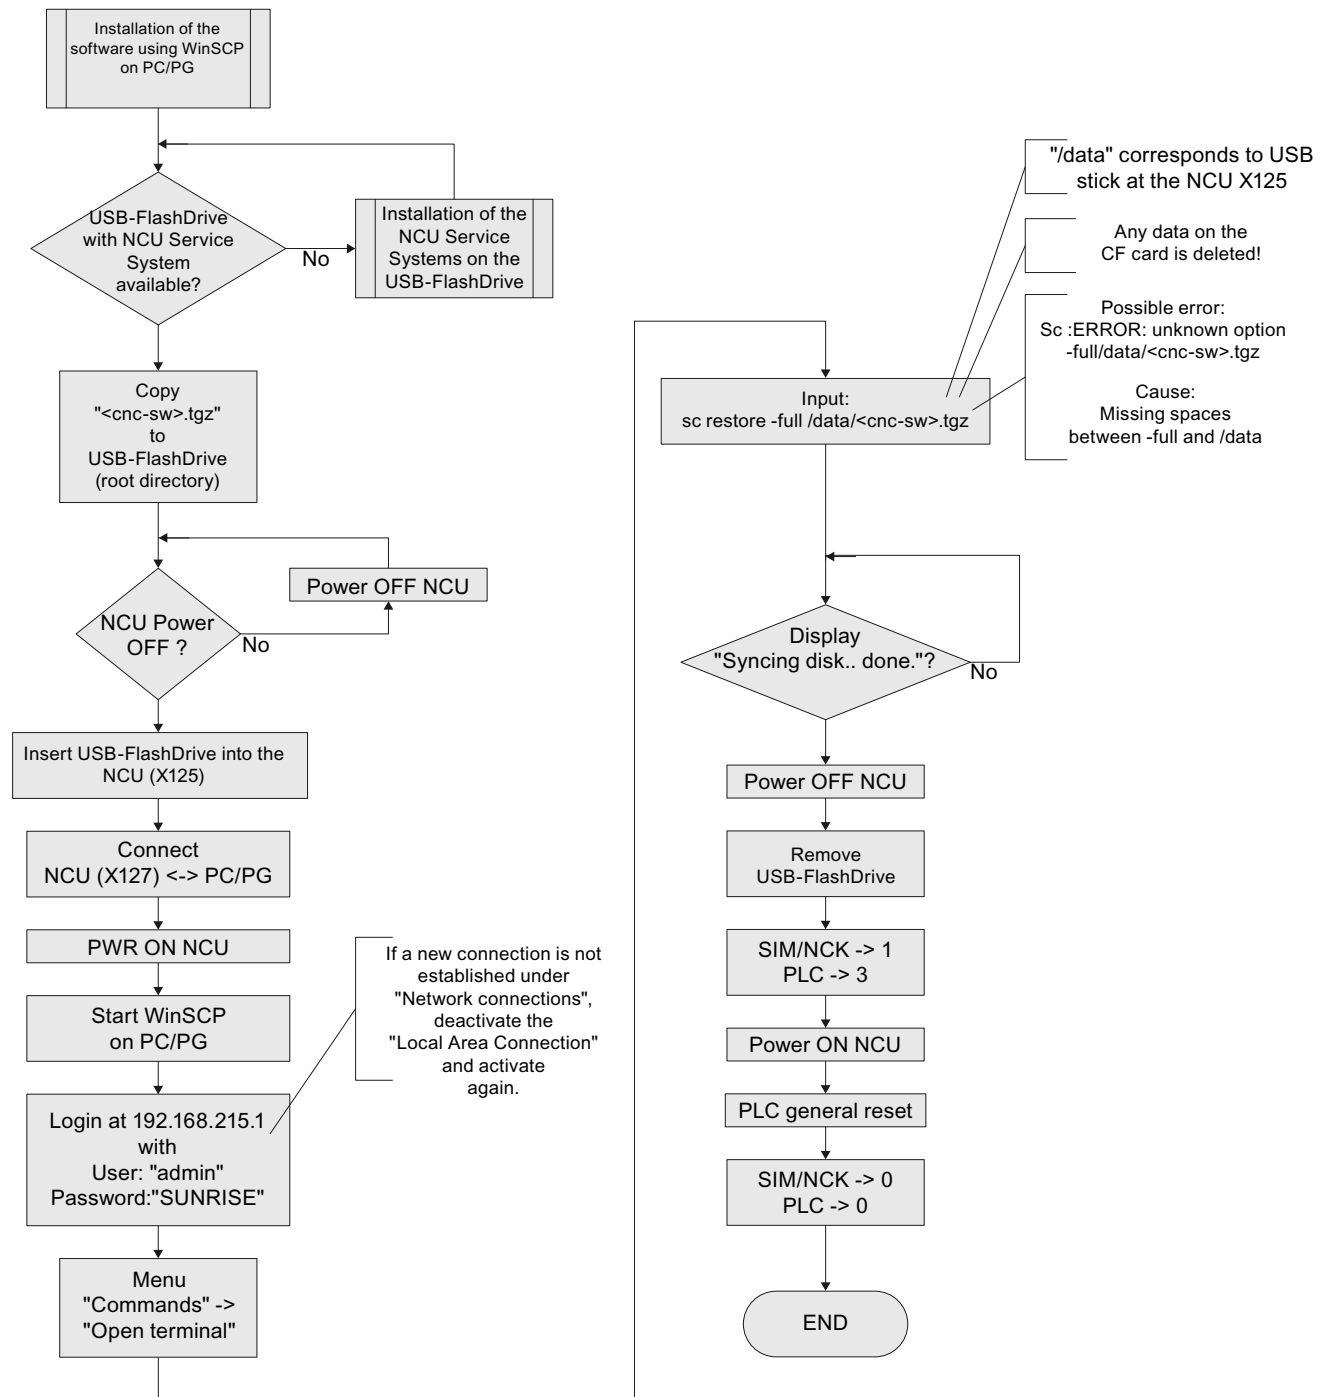 Installation of the
software using WinSCP
on PC/PG
USB-FlashDrive
with NCU Service
System
available?
No
Installation of the
NCU Service
Systems on the
USB-FlashDrive
Copy
"<cnc-sw>.tgz"
to
USB-FlashDrive
(root directory)
Power OFF NCU
NCU Power
OFF ?
No
Insert USB-FlashDrive into the
NCU (X125)
Connect
NCU (X127) <-> PC/PG
PWR ON NCU
Start WinSCP
on PC/PG
If a new connection is not
established under
"Network connections",
deactivate the
"Local Area Connection"
and activate
again.
Login at 192.168.215.1
with
User: "admin"
Password:"SUNRISE"
Menu
"Commands" ->
"Open terminal"
"/data" corresponds to USB
stick at the NCU X125
Any data on the
CF card is deleted!
Possible error:
Sc :ERROR: unknown option
-full/data/<cnc-sw>.tgz
Cause:
Missing spaces
between -full and /data
Input:
sc restore -full /data/<cnc-sw>.tgz
Display
"Syncing disk.. done."?
No
Power OFF NCU
Remove
USB-FlashDrive
SIM/NCK -> 1
PLC -> 3
Power ON NCU
PLC general reset
SIM/NCK -> 0
PLC -> 0
END